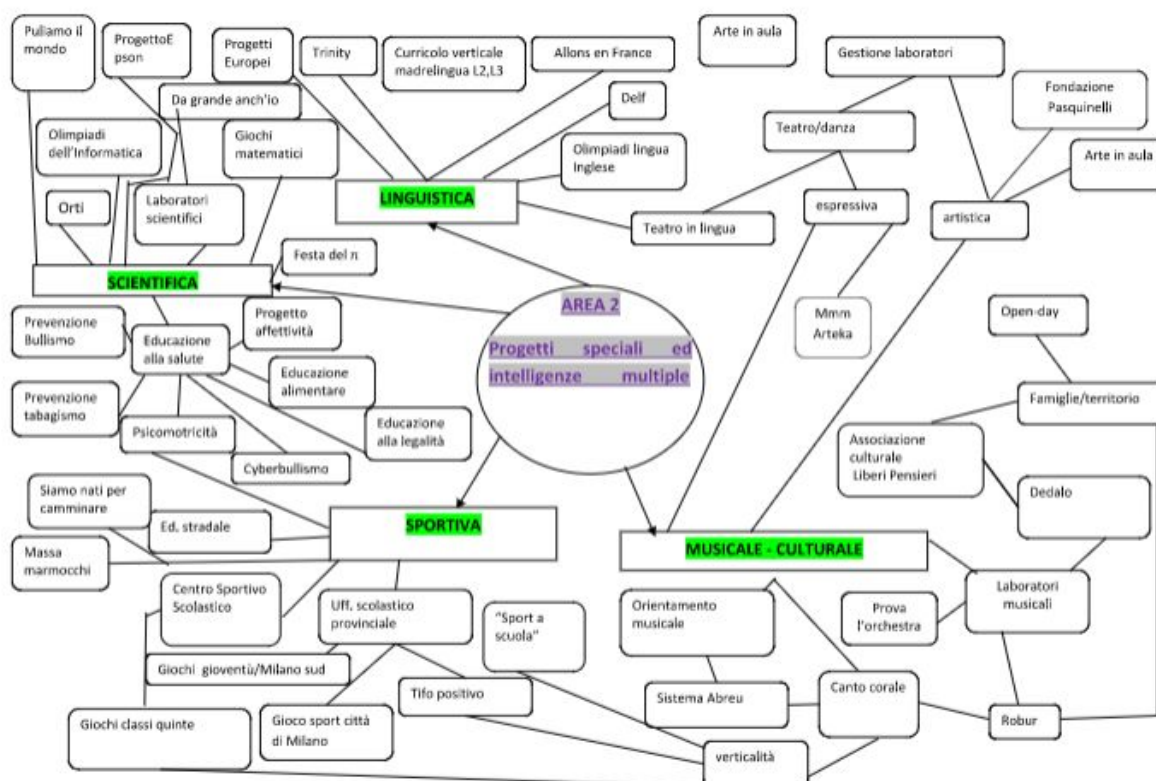 Puliamo il
mondo
ProgettoE
pson
Progetti
Europei
Trinity
Curricolo verticale
madrelingua L2,L3
Allons en France
Arte in aula
Gestione laboratori
Da grande anch'io
Delf
Fondazione
Pasquinelli
Olimpiadi
dell'Informatica
Giochi
matematici
Teatro/danza
Olimpiadi lingua
Inglese
Arte in aula
Orti
Laboratori
scientifici
LINGUISTICA
espressiva
artistica
Teatro in lingua
Festa del π
SCIENTIFICA
AREA 2
Progetti speciali ed
intelligenze multiple
Prevenzione
Bullismo
Educazione
alla salute
Progetto
affettività
Mmm
Arteka
Open-day
Educazione
alimentare
Prevenzione
tabagismo
Famiglie/territorio
Psicomotricità
Educazione
alla legalità
Associazione
culturale
Liberi Pensieri
Cyberbullismo
Dedalo
Siamo nati per
camminare
Ed. stradale
SPORTIVA
MUSICALE - CULTURALE
Massa
marmocchi
Centro Sportivo
Scolastico
Uff. scolastico
provinciale
"Sport a
scuola"
Orientamento
musicale
Prova
l'orchestra
Laboratori
musicali
Giochi gioventù/Milano sud
Tifo positivo
Sistema Abreu
Canto corale
Giochi classi quinte
Gioco sport città
di Milano
Robur
verticalità